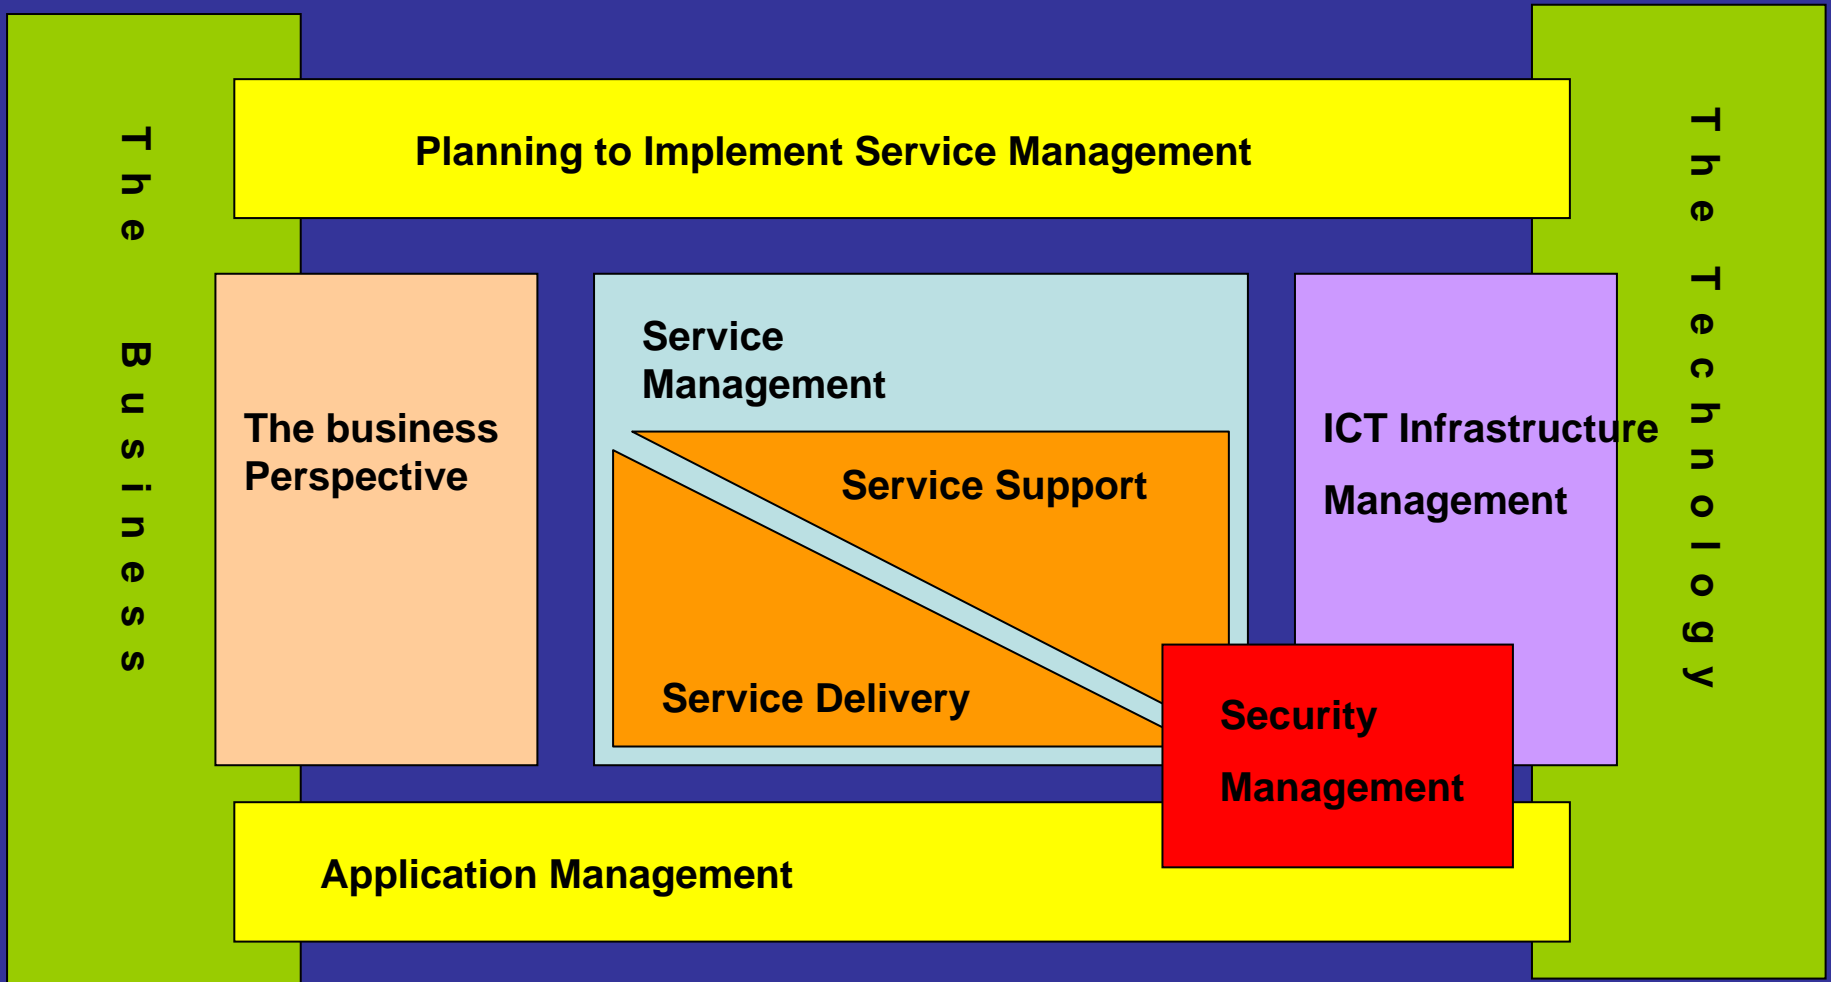 The Business
Planning to Implement Service Management
The Technology
The business
Perspective
Service
Management
Service Support
Service Delivery
ICT Infrastructure
Management
Security
Management
Application Management